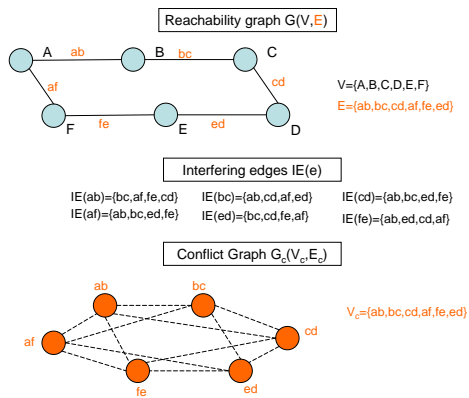 Reachability graph G(V,E)
A ab B bc C
af cd
F fe E ed D
V={A,B,C,D,E,F}
E={ab,bc,cd,af,fe,ed}
Interfering edges IE(e)
IE(ab)={bc,af,fe,cd} IE(bc)={ab,cd,af,ed} IE(cd)={ab,bc,ed,fe}
IE(af)={ab,bc,ed,fe} IE(ed)={bc,cd,fe,af} IE(fe)={ab,ed,cd,af}
Conflict Graph Gc(Vc,Ec)
ab bc
af cd
fe ed
Vc={ab,bc,cd,af,fe,ed}